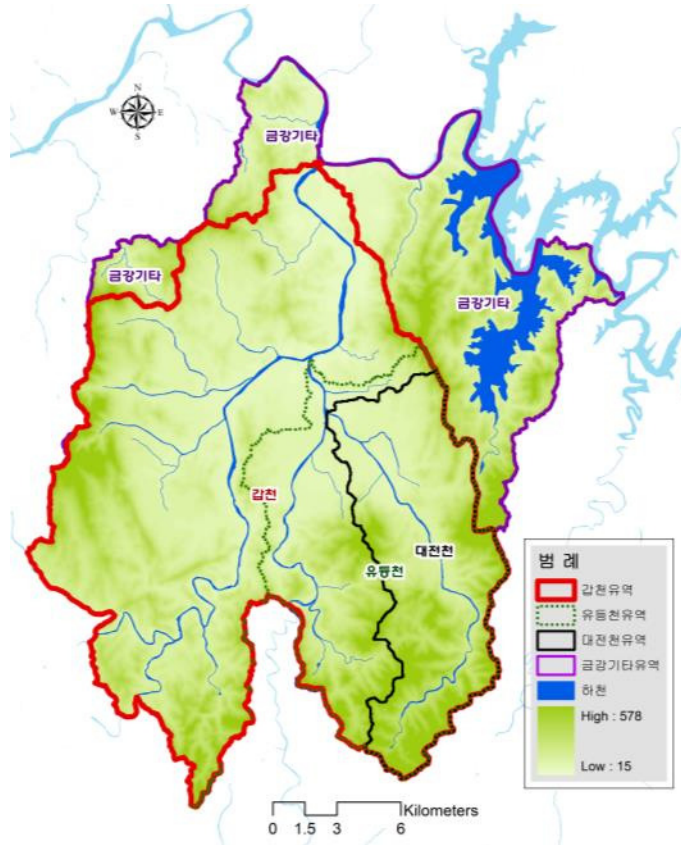 N
W E
S
금강기타
금강기타
금강기타
갑천
대전천
유등천
범 례
갑천유역
유등천유역
대전천유역
금강기타유역
하천
High : 578
Low : 15
Kilometers
0 1.5 3 6